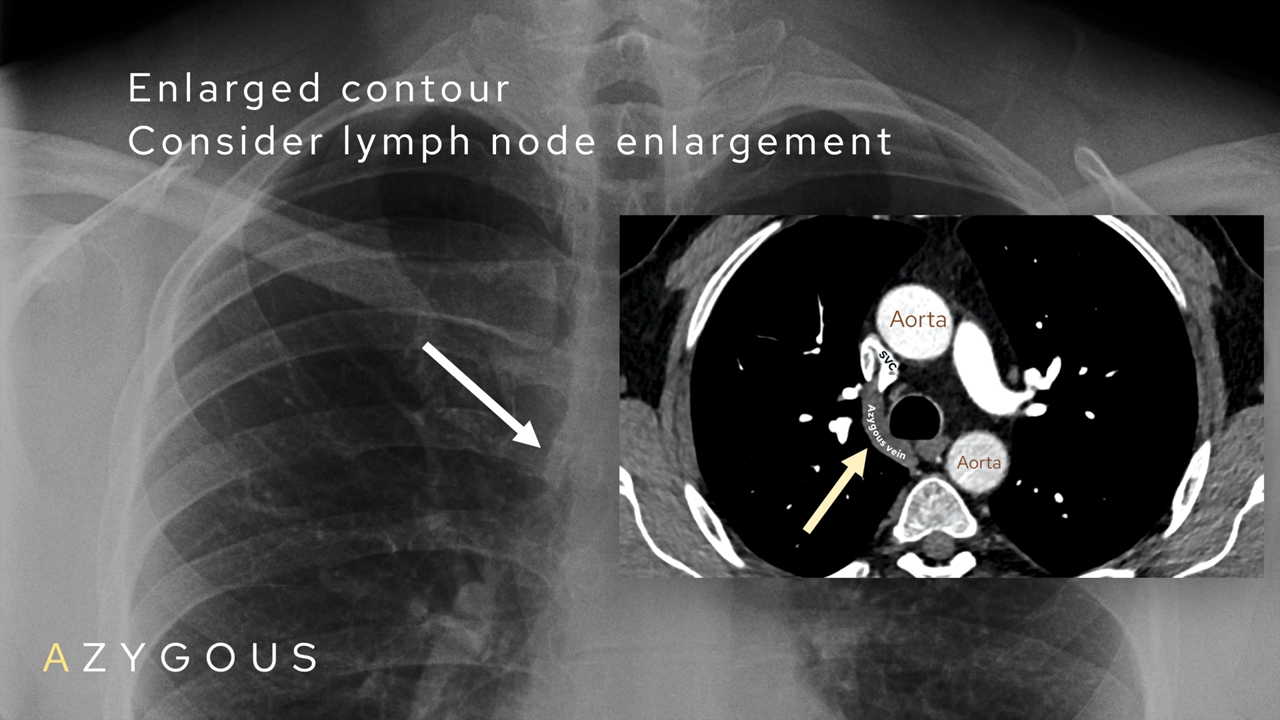 Enlarged contour
Consider lymph node enlargement
Aorta
SVC
Azygous vein
Aorta
AZYGOUS